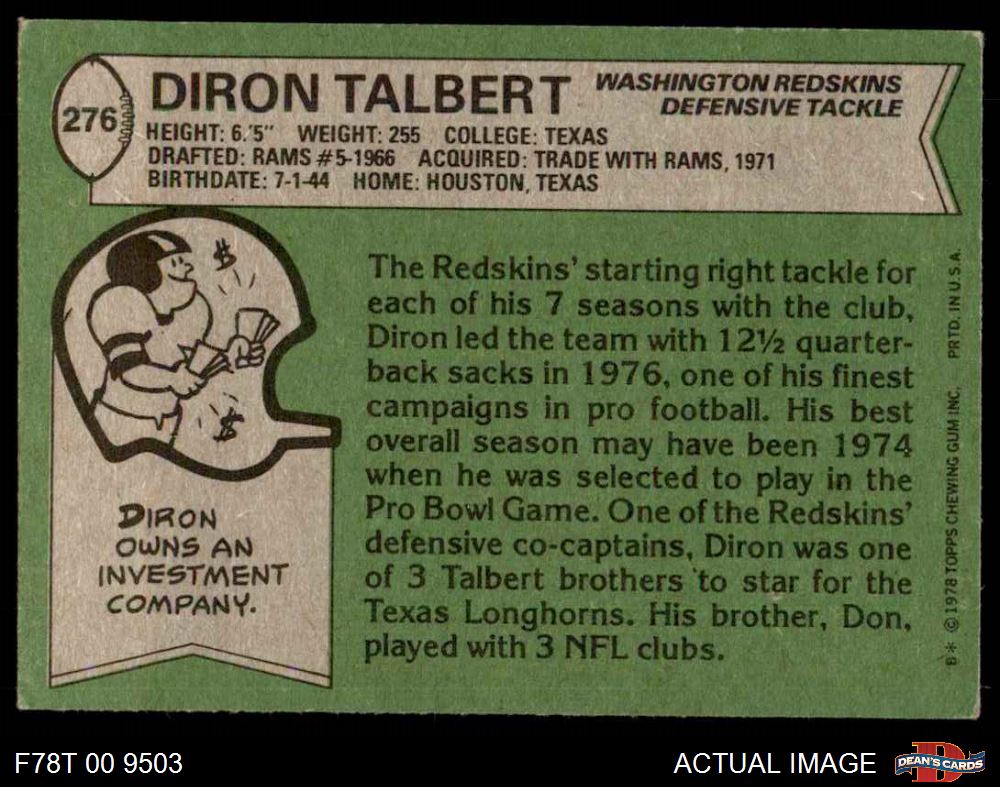 276
DIRON TALBERT
WASHINGTON REDSKINS
DEFENSIVE TACKLE
HEIGHT: 6.'5" WEIGHT: 255 COLLEGE: TEXAS
DRAFTED: RAMS #5-1966 ACQUIRED: TRADE WITH RAMS, 1971
BIRTHDATE: 7-1-44 HOME: HOUSTON, TEXAS
$
$
DIRON
OWNS AN
INVESTMENT
COMPANY.
The Redskins' starting right tackle for
each of his 7 seasons with the club,
Diron led the team with 12½ quarter-
back sacks in 1976, one of his finest
campaigns in pro football. His best
overall season may have been 1974
when he was selected to play in the
Pro Bowl Game. One of the Redskins'
defensive co-captains, Diron was one
of 3 Talbert brothers to star for the
Texas Longhorns. His brother, Don,
played with 3 NFL clubs.
B* © 1978 TOPPS CHEWING GUM INC. PRTD. IN U.S.A.
F78T 00 9503
ACTUAL IMAGE
D
DEAN'S CARDS